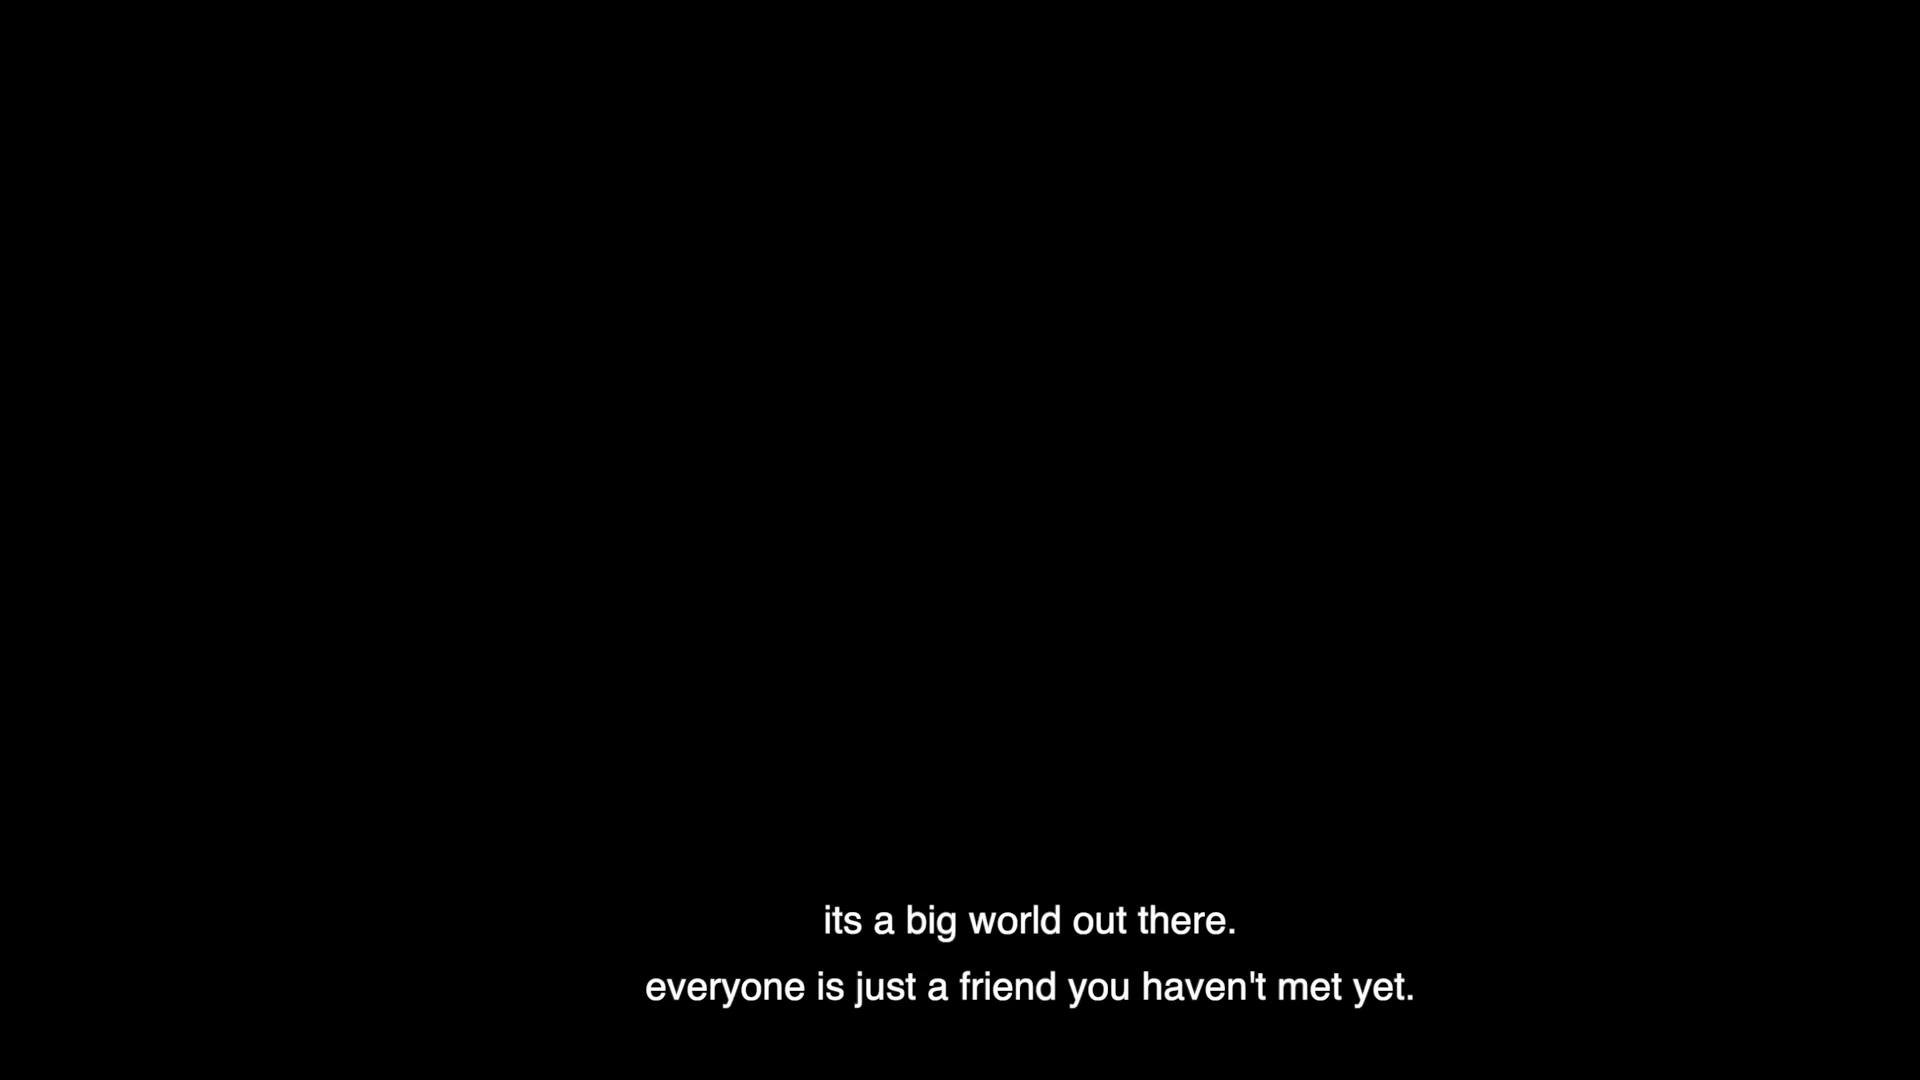 its a big world out there.
everyone is just a friend you haven't met yet.